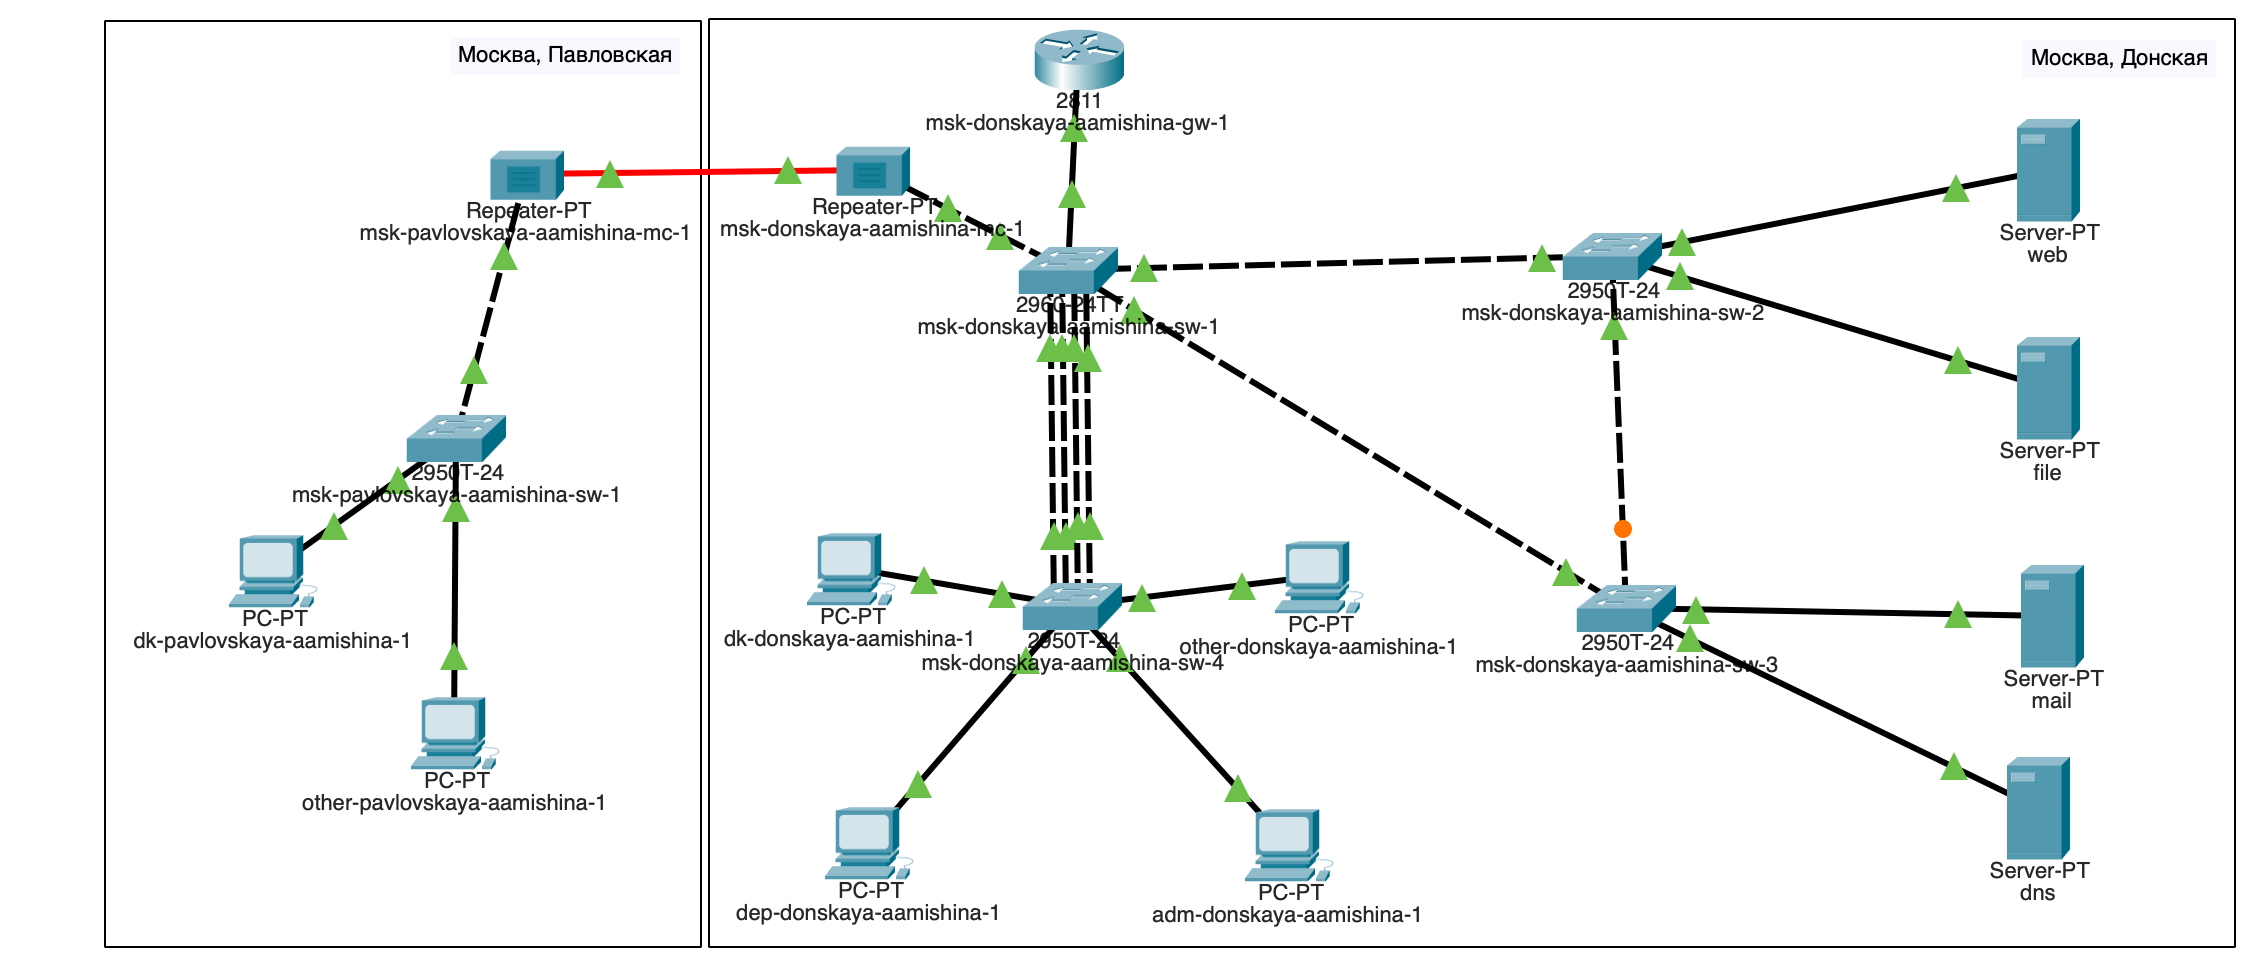 Москва, Павловская
Москва, Донская
2811
msk-donskaya-aamishina-gw-1
Repeater-PT
msk-pavlovskaya-aamishina-mc-1
Repeater-PT
msk-donskaya-aamishina-mc-1
Server-PT
web
2960-24TT
msk-donskaya-aamishina-sw-1
2950T-24
msk-donskaya-aamishina-sw-2
Server-PT
file
2950T-24
msk-pavlovskaya-aamishina-sw-1
PC-PT
dk-pavlovskaya-aamishina-1
PC-PT
dk-donskaya-aamishina-1
PC-PT
other-donskaya-aamishina-1
2950T-24
msk-donskaya-aamishina-sw-4
2950T-24
msk-donskaya-aamishina-sw-3
Server-PT
mail
PC-PT
other-pavlovskaya-aamishina-1
PC-PT
dep-donskaya-aamishina-1
PC-PT
adm-donskaya-aamishina-1
Server-PT
dns